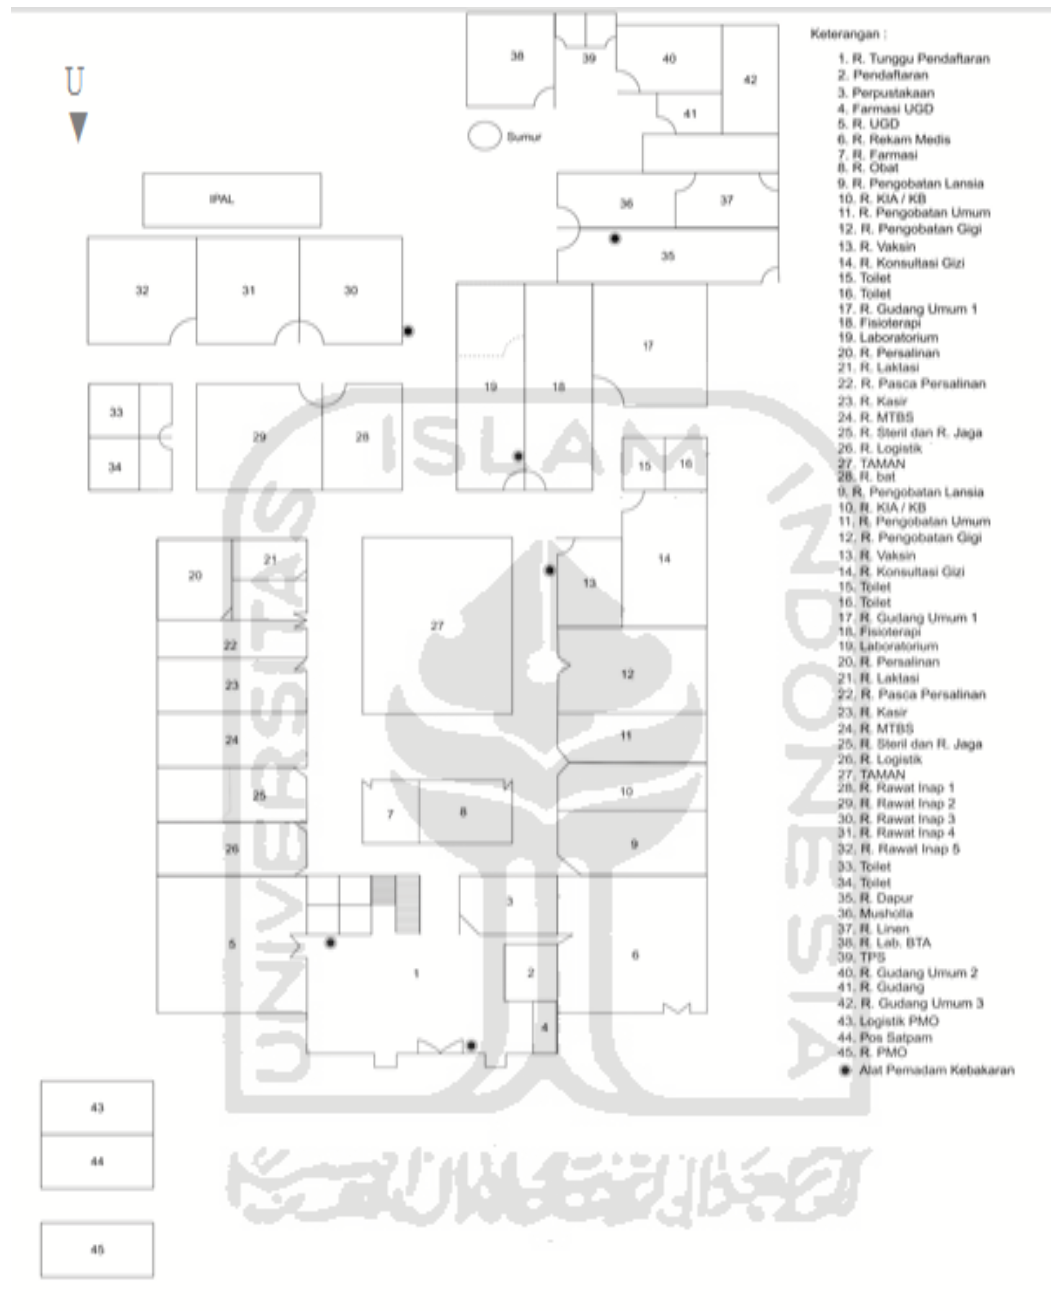 U
38
39
40
42
41
Sumur
IPAL
36
37
35
32
31
30
17
19
18
33
34
29
28
15
16
20
21
27
13
14
22
23
12
24
11
25
7
8
10
26
9
5
3
6
1
2
4
43
44
45
Keterangan :
1. R. Tunggu Pendaftaran
2. Pendaftaran
3. Perpustakaan
4. Farmasi UGD
5. R. UGD
6. R. Rekam Medis
7. R. Farmasi
8. R. Obat
9. R. Pengobatan Lansia
10. R. KIA / KB
11. R. Pengobatan Umum
12. R. Pengobatan Gigi
13. R. Vaksin
14. R. Konsultasi Gizi
15. Toilet
16. Toilet
17. R. Gudang Umum 1
18. Fisioterapi
19. Laboratorium
20. R. Persalinan
21. R. Laktasi
22. R. Pasca Persalinan
23. R. Kasir
24. R. MTBS
25. R. Steril dan R. Jaga
26. R. Logistik
27. TAMAN
28. R. bat
9. R. Pengobatan Lansia
10. R. KIA / KB
11. R. Pengobatan Umum
12. R. Pengobatan Gigi
13. R. Vaksin
14. R. Konsultasi Gizi
15. Toilet
16. Toilet
17. R. Gudang Umum 1
18. Fisioterapi
19. Laboratorium
20. R. Persalinan
21. R. Laktasi
22. R. Pasca Persalinan
23. R. Kasir
24. R. MTBS
25. R. Steril dan R. Jaga
26. R. Logistik
27. TAMAN
28. R. Rawat Inap 1
29. R. Rawat Inap 2
30. R. Rawat Inap 3
31. R. Rawat Inap 4
32. R. Rawat Inap 5
33. Toilet
34. Toilet
35. R. Dapur
36. Musholla
37. R. Linen
38. R. Lab. BTA
39. TPS
40. R. Gudang Umum 2
41. R. Gudang
42. R. Gudang Umum 3
43. Logistik PMO
44. Pos Satpam
45. R. PMO
Alat Pemadam Kebakaran
UNIVERSITAS
ISLAM
INDONESIA